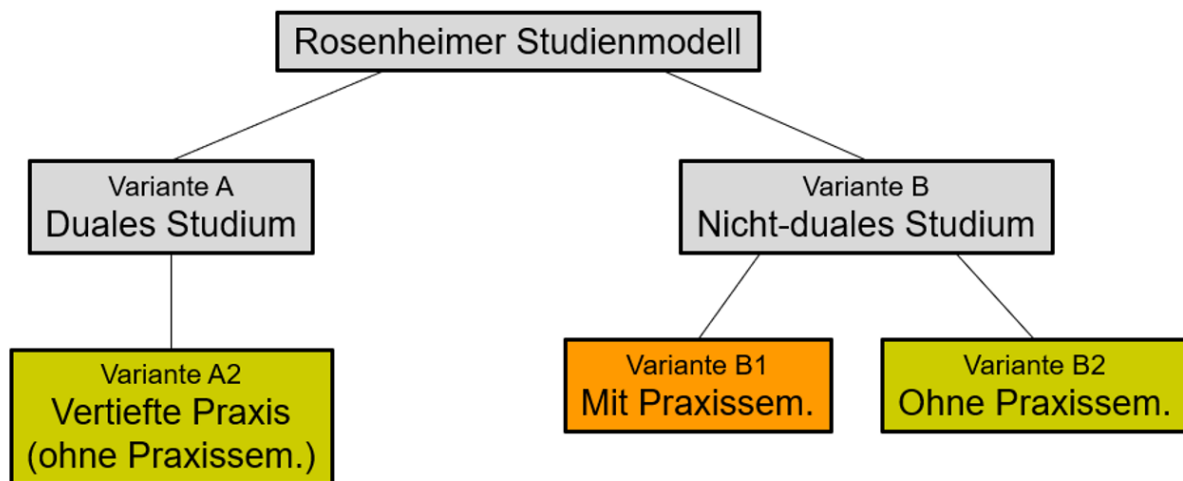 Rosenheimer Studienmodell
Variante A
Duales Studium
Variante B
Nicht-duales Studium
Variante A2
Vertiefte Praxis
(ohne Praxissem.)
Variante B1
Mit Praxissem.
Variante B2
Ohne Praxissem.